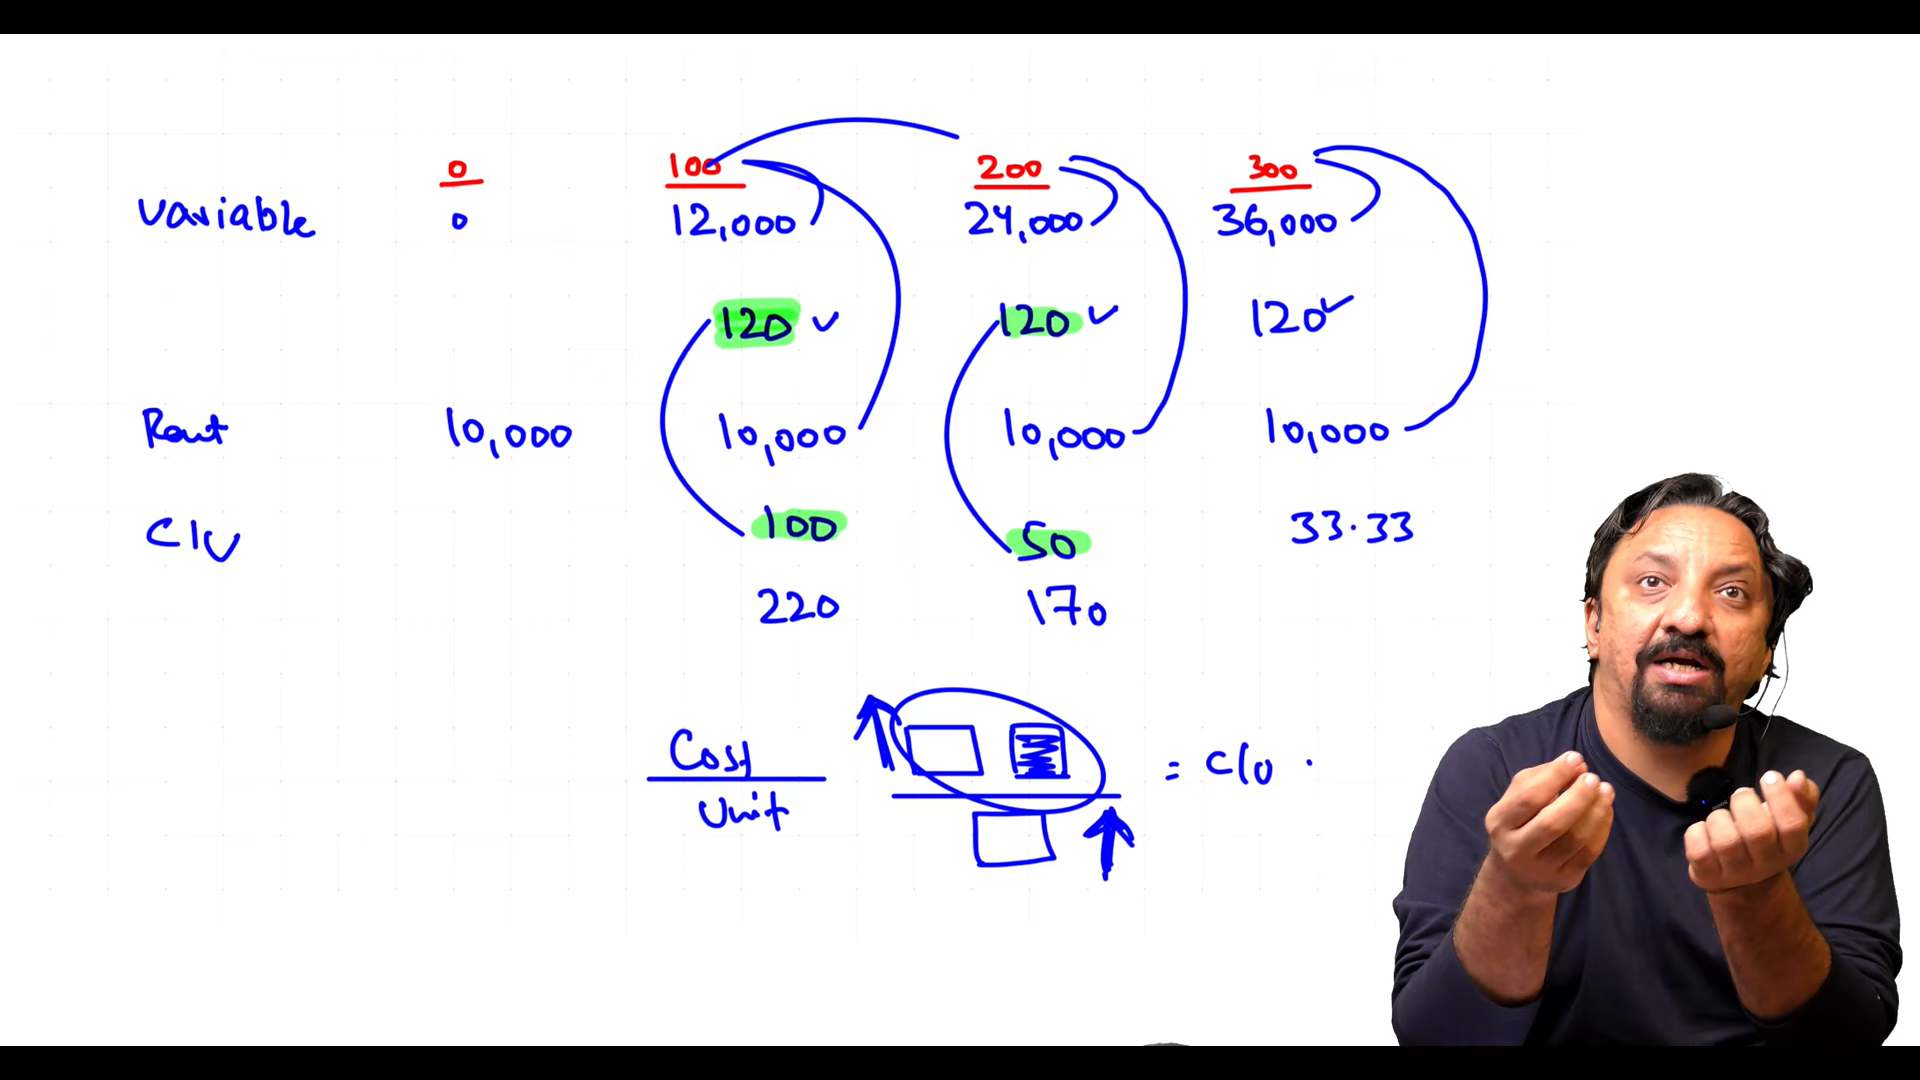 0 100 200 300
variable 0 12,000 24,000 36,000
120 120 120
Rent 10,000 10,000 10,000 10,000
C/U 100 50 33.33
220 170
Cost = C/U .
Unit